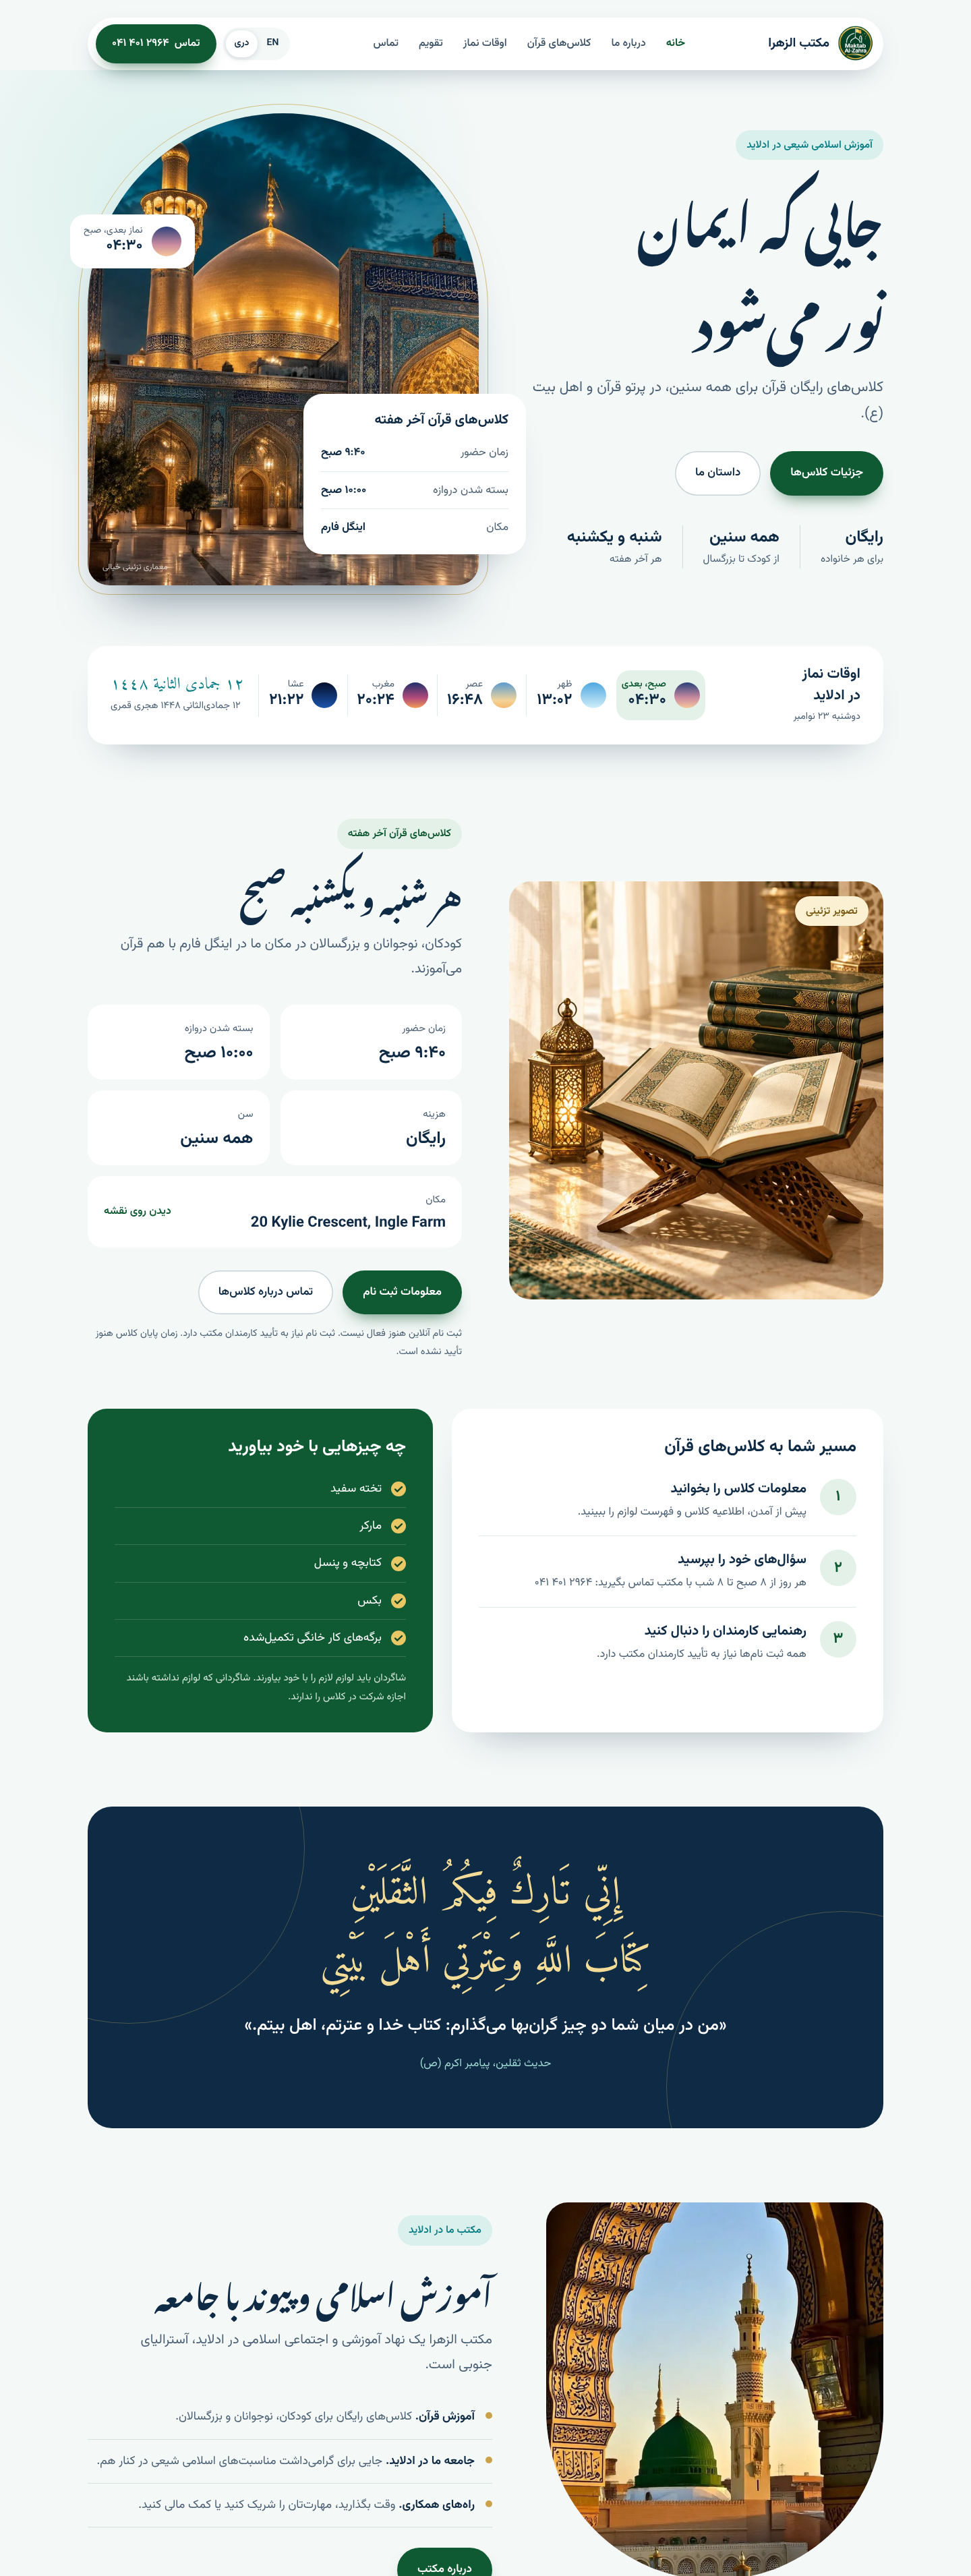 مکتب الزهرا
خانه
درباره ما
کلاس‌های قرآن
اوقات نماز
تقویم
تماس
EN
دری
تماس ۰۴۱ ۴۰۱ ۲۹۶۴
Maktab Al-Zahra
آموزش اسلامی شیعی در ادلاید
جایی که ایمان
نور می‌شود
کلاس‌های رایگان قرآن برای همه سنین، در پرتو قرآن و اهل بیت
(ع).
جزئیات کلاس‌ها
داستان ما
رایگان
برای هر خانواده
همه سنین
از کودک تا بزرگسال
شنبه و یکشنبه
هر آخر هفته
نماز بعدی، صبح
۰۴:۳۰
کلاس‌های قرآن آخر هفته
زمان حضور
۹:۴۰ صبح
بسته شدن دروازه
۱۰:۰۰ صبح
مکان
اینگل فارم
معماری تزئینی خیالی
اوقات نماز
در ادلاید
دوشنبه ۲۳ نوامبر
صبح، بعدی
۰۴:۳۰
ظهر
۱۳:۰۲
عصر
۱۶:۴۸
مغرب
۲۰:۲۴
عشا
۲۱:۲۲
١٢ جمادى الثانية ١٤٤٨
۱۲ جمادی‌الثانی ۱۴۴۸ هجری قمری
تصویر تزئینی
کلاس‌های قرآن آخر هفته
هر شنبه و یکشنبه صبح
کودکان، نوجوانان و بزرگسالان در مکان ما در اینگل فارم با هم قرآن
می‌آموزند.
زمان حضور
۹:۴۰ صبح
بسته شدن دروازه
۱۰:۰۰ صبح
هزینه
رایگان
سن
همه سنین
مکان
20 Kylie Crescent, Ingle Farm
دیدن روی نقشه
معلومات ثبت نام
تماس درباره کلاس‌ها
ثبت نام آنلاین هنوز فعال نیست. ثبت نام نیاز به تأیید کارمندان مکتب دارد. زمان پایان کلاس هنوز
تأیید نشده است.
مسیر شما به کلاس‌های قرآن
۱
معلومات کلاس را بخوانید
پیش از آمدن، اطلاعیه کلاس و فهرست لوازم را ببینید.
۲
سؤال‌های خود را بپرسید
هر روز از ۸ صبح تا ۸ شب با مکتب تماس بگیرید: ۰۴۱ ۴۰۱ ۲۹۶۴
۳
رهنمایی کارمندان را دنبال کنید
همه ثبت نام‌ها نیاز به تأیید کارمندان مکتب دارد.
چه چیزهایی با خود بیاورید
تخته سفید
مارکر
کتابچه و پنسل
بکس
برگه‌های کار خانگی تکمیل‌شده
شاگردان باید لوازم لازم را با خود بیاورند. شاگردانی که لوازم نداشته باشند
اجازه شرکت در کلاس را ندارند.
إِنِّي تَارِكٌ فِيكُمُ الثَّقَلَيْنِ
كِتَابَ اللَّهِ وَعِتْرَتِي أَهْلَ بَيْتِي
«من در میان شما دو چیز گران‌بها می‌گذارم: کتاب خدا و عترتم، اهل بیتم.»
حدیث ثقلین، پیامبر اکرم (ص)
مکتب ما در ادلاید
آموزش اسلامی و پیوند با جامعه
مکتب الزهرا یک نهاد آموزشی و اجتماعی اسلامی در ادلاید، آسترالیای
جنوبی است.
آموزش قرآن. کلاس‌های رایگان برای کودکان، نوجوانان و بزرگسالان.
جامعه ما در ادلاید. جایی برای گرامی‌داشت مناسبت‌های اسلامی شیعی در کنار هم.
راه‌های همکاری. وقت بگذارید، مهارت‌تان را شریک کنید یا کمک مالی کنید.
درباره مکتب